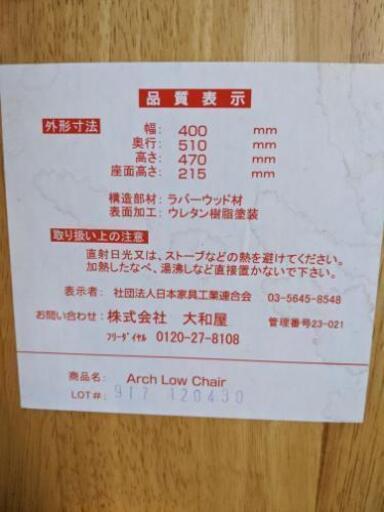 品質表示
外形寸法 幅: 400 mm
奥行: 510 mm
高さ: 470 mm
座面高さ: 215 mm
構造部材: ラバーウッド材
表面加工: ウレタン樹脂塗装
取り扱い上の注意
直射日光又は、ストーブなどの熱を避けてください。
加熱したなべ、湯沸しなど直接置かないで下さい。
表示者: 社団法人日本家具工業連合会 03-5645-8548
お問い合わせ: 株式会社 大和屋 管理番号23-021
フリーダイヤル 0120-27-8108
商品名: Arch Low Chair
LOT#: 917 120430